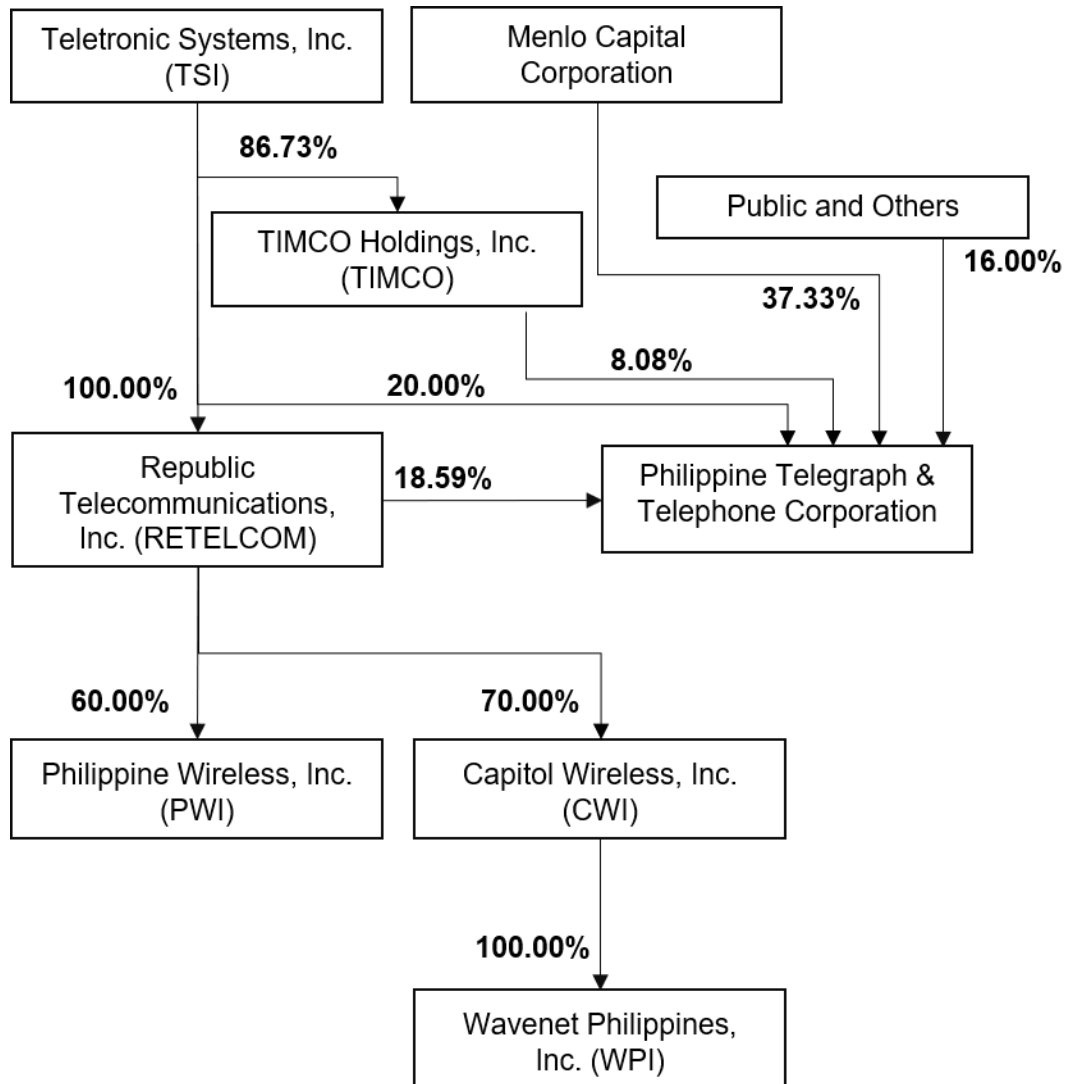 Teletronic Systems, Inc.
(TSI)
Menlo Capital
Corporation
86.73%
Public and Others
TIMCO Holdings, Inc.
(TIMCO)
16.00%
37.33%
8.08%
100.00%
20.00%
Republic
Telecommunications,
Inc. (RETELCOM)
18.59%
Philippine Telegraph &
Telephone Corporation
60.00%
70.00%
Philippine Wireless, Inc.
(PWI)
Capitol Wireless, Inc.
(CWI)
100.00%
Wavenet Philippines,
Inc. (WPI)